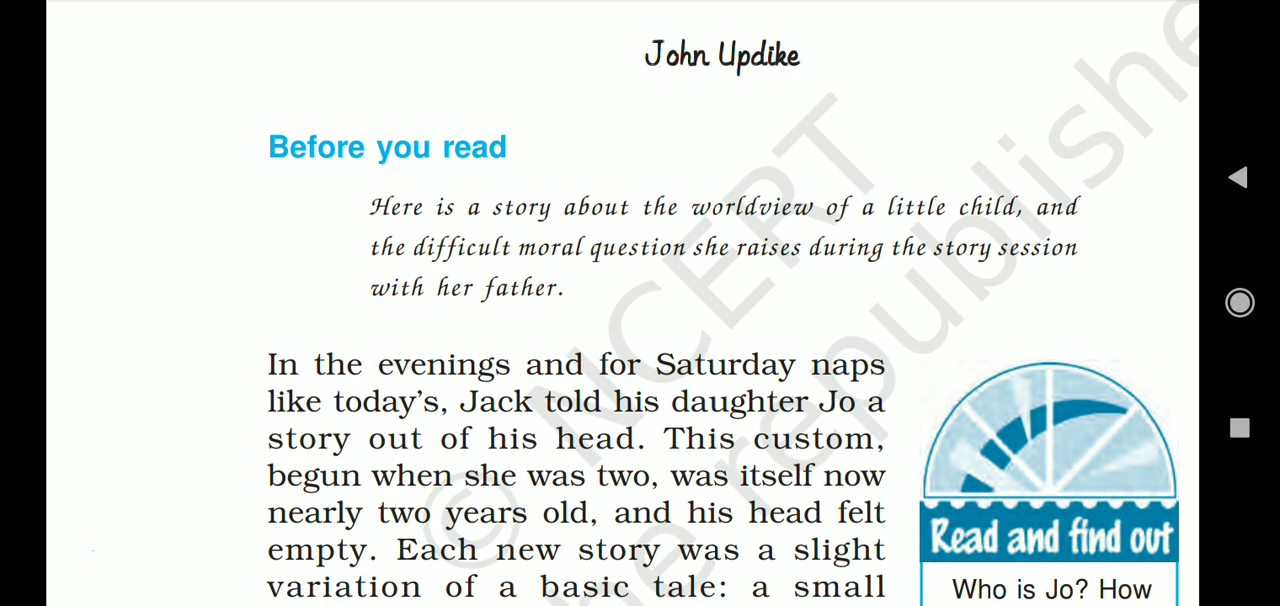 John Updike
Before you read
Here is a story about the worldview of a little child, and
the difficult moral question she raises during the story session
with her father.
In the evenings and for Saturday naps
like today's, Jack told his daughter Jo a
story out of his head. This custom,
begun when she was two, was itself now
nearly two years old, and his head felt
empty. Each new story was a slight
variation of a basic tale: a small
Read and find out
Who is Jo? How
© NCERT
be republishe